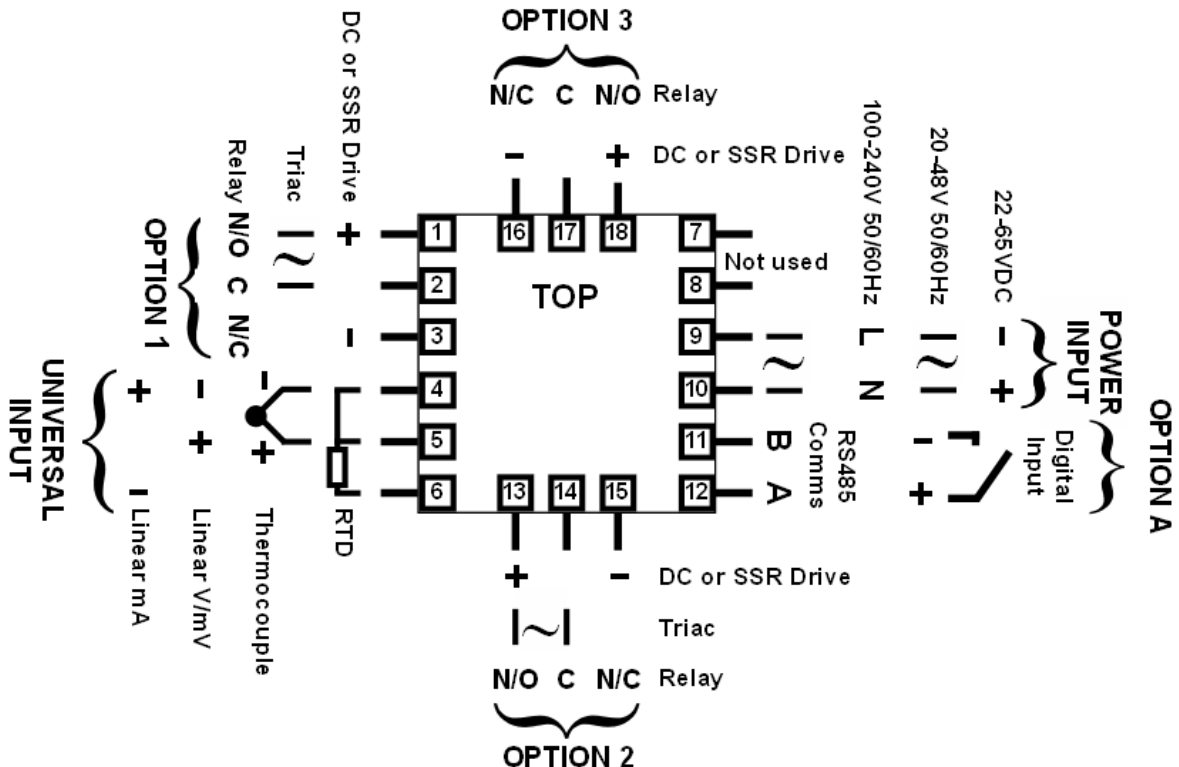 OPTION 3
N/C C N/O Relay
- + DC or SSR Drive
DC or SSR Drive
Triac
Relay N/O C N/C
OPTION 1
+ -
1
2
3
4
5
6
16 17 18
TOP
7
8
Not used
9
10
11
12
13 14 15
100-240V 50/60Hz
L
N
20-48V 50/60Hz
22-65VDC
- +
POWER
INPUT
B
A
RS485
Comms
- +
Digital
Input
OPTION A
UNIVERSAL
INPUT
+ - Linear mA
- + Linear V/mV
- + Thermocouple
RTD
+ - DC or SSR Drive
~ Triac
N/O C N/C Relay
OPTION 2